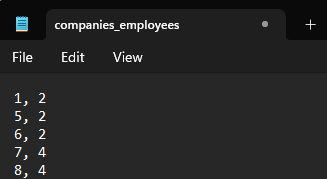 companies_employees
File Edit View
1, 2
5, 2
6, 2
7, 4
8, 4